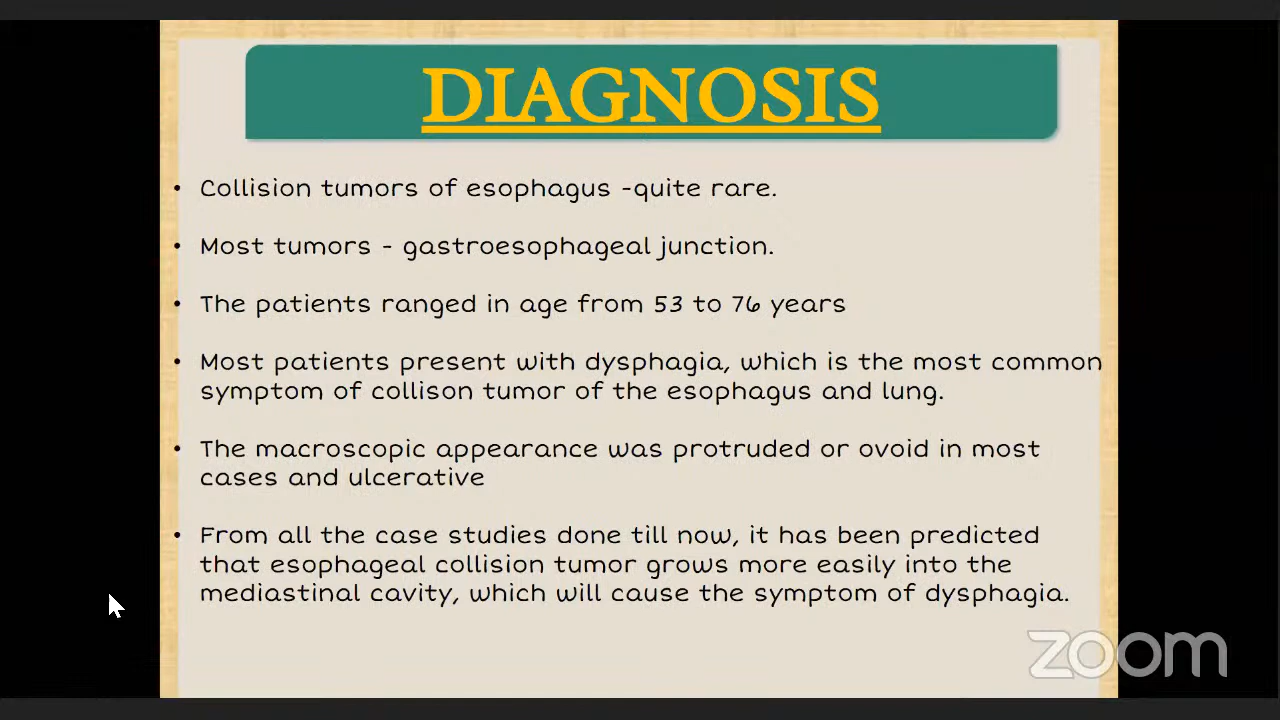 DIAGNOSIS
• Collision tumors of esophagus -quite rare.
• Most tumors - gastroesophageal junction.
• The patients ranged in age from 53 to 76 years
• Most patients present with dysphagia, which is the most common
symptom of collison tumor of the esophagus and lung.
• The macroscopic appearance was protruded or ovoid in most
cases and ulcerative
• From all the case studies done till now, it has been predicted
that esophageal collision tumor grows more easily into the
mediastinal cavity, which will cause the symptom of dysphagia.
zoom